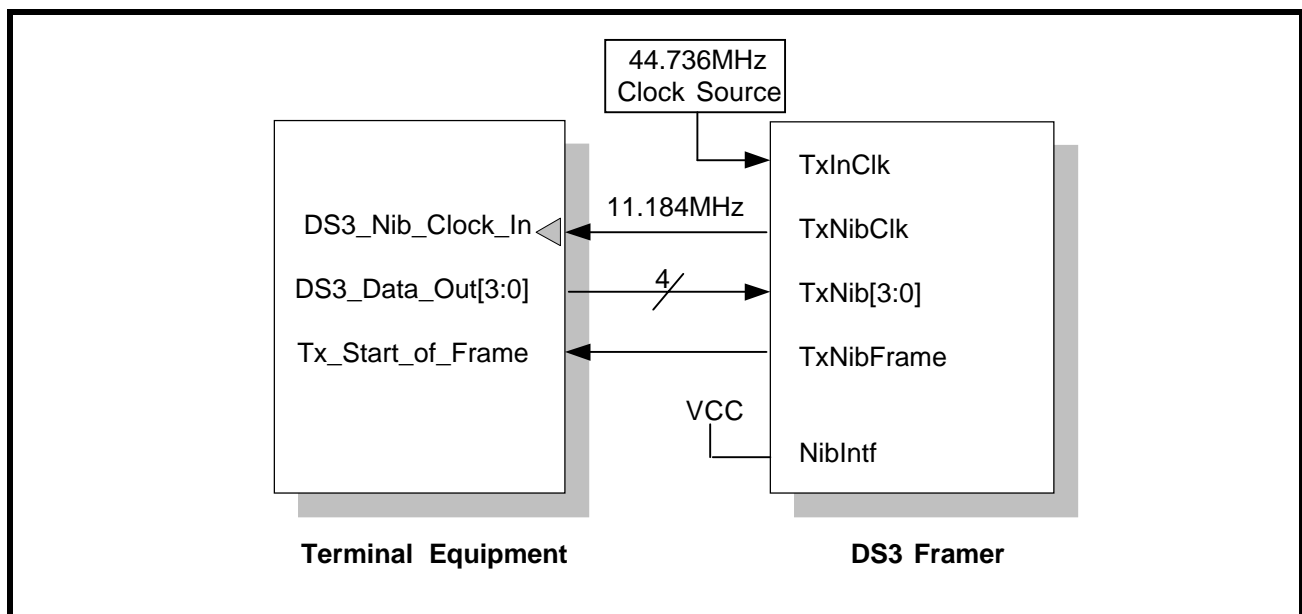 44.736MHz
Clock Source
TxInClk
11.184MHz
DS3_Nib_Clock_In
TxNibClk
DS3_Data_Out[3:0]
4
TxNib[3:0]
Tx_Start_of_Frame
TxNibFrame
VCC
NibIntf
Terminal Equipment
DS3 Framer